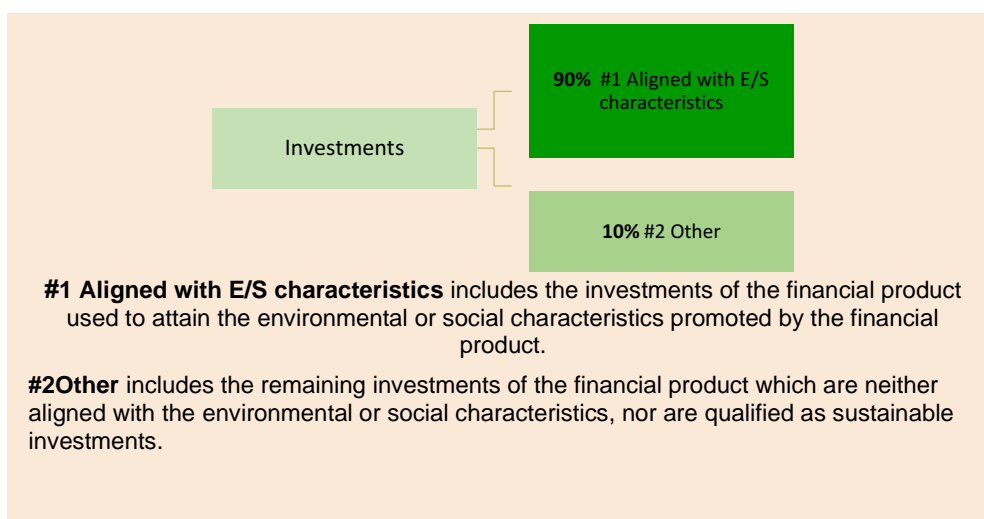 90% #1 Aligned with E/S
characteristics
Investments
10% #2 Other
#1 Aligned with E/S characteristics includes the investments of the financial product
used to attain the environmental or social characteristics promoted by the financial
product.
#2Other includes the remaining investments of the financial product which are neither
aligned with the environmental or social characteristics, nor are qualified as sustainable
investments.